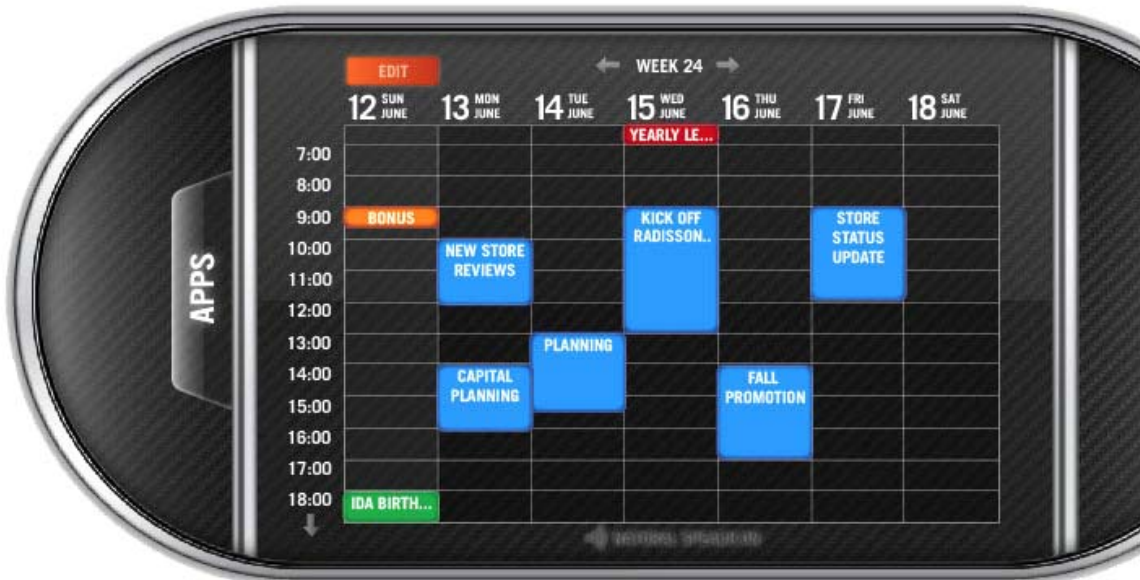 EDIT
WEEK 24
12 SUN JUNE
13 MON JUNE
14 TUE JUNE
15 WED JUNE
16 THU JUNE
17 FRI JUNE
18 SAT JUNE
YEARLY LE...
7:00
8:00
9:00
BONUS
KICK OFF
RADISSON..
STORE
STATUS
UPDATE
10:00
NEW STORE
REVIEWS
11:00
12:00
13:00
PLANNING
14:00
CAPITAL
PLANNING
FALL
PROMOTION
15:00
16:00
17:00
18:00
IDA BIRTH...
APPS